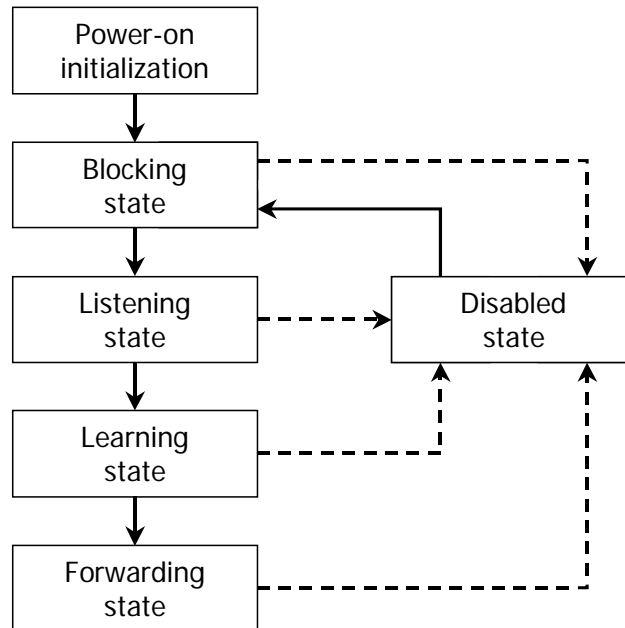 Power-on
initialization
Blocking
state
Listening
state
Disabled
state
Learning
state
Forwarding
state